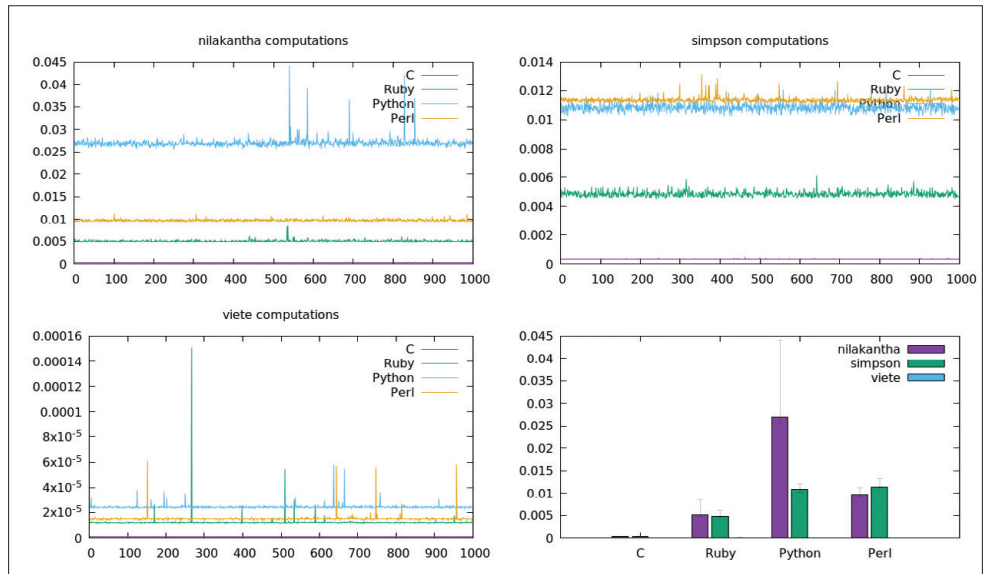 nilakantha computations
0.045
0.04
0.035
0.03
0.025
0.02
0.015
0.01
0.005
0
C
Ruby
Python
Perl
0 100 200 300 400 500 600 700 800 900 1000
simpson computations
0.014
0.012
0.01
0.008
0.006
0.004
0.002
0
C
Ruby
Python
Perl
0 100 200 300 400 500 600 700 800 900 1000
viete computations
0.00016
0.00014
0.00012
0.0001
8x10-5
6x10-5
4x10-5
2x10-5
0
C
Ruby
Python
Perl
0 100 200 300 400 500 600 700 800 900 1000
0.045
0.04
0.035
0.03
0.025
0.02
0.015
0.01
0.005
0
nilakantha
simpson
viete
C Ruby Python Perl